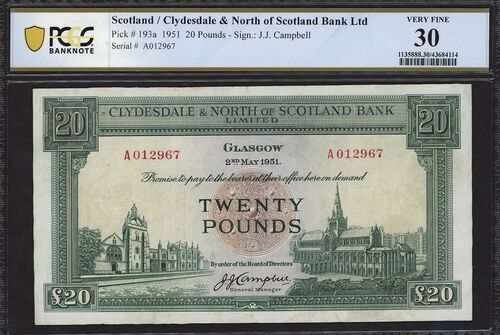 PCGS
BANKNOTE
Scotland / Clydesdale & North of Scotland Bank Ltd
Pick # 193a 1951 20 Pounds - Sign.: J.J. Campbell
Serial # A012967
VERY FINE
30
1135888.30/43684114
20
CLYDESDALE & NORTH OF SCOTLAND BANK
LIMITED
20
GLASGOW
2ND MAY 1951.
A 012967
A 012967
Promise to pay to the bearer at their office here on demand
TWENTY
POUNDS
By order of the Board of Directors
J.J. Campbell
General Manager
£20
£20